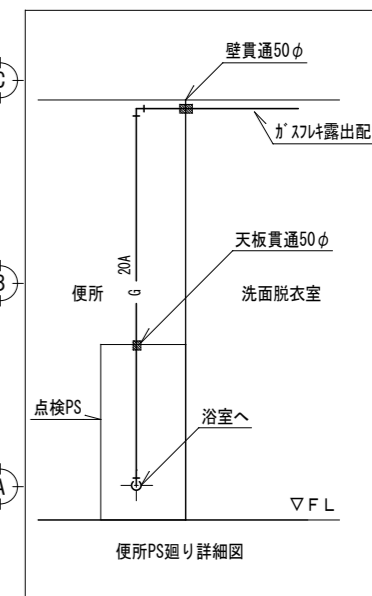 壁貫通50φ
C
ガスフレキ露出配
天板貫通50φ
20A
G
B
便所
洗面脱衣室
点検PS
浴室へ
A
▽FL
便所PS廻り詳細図